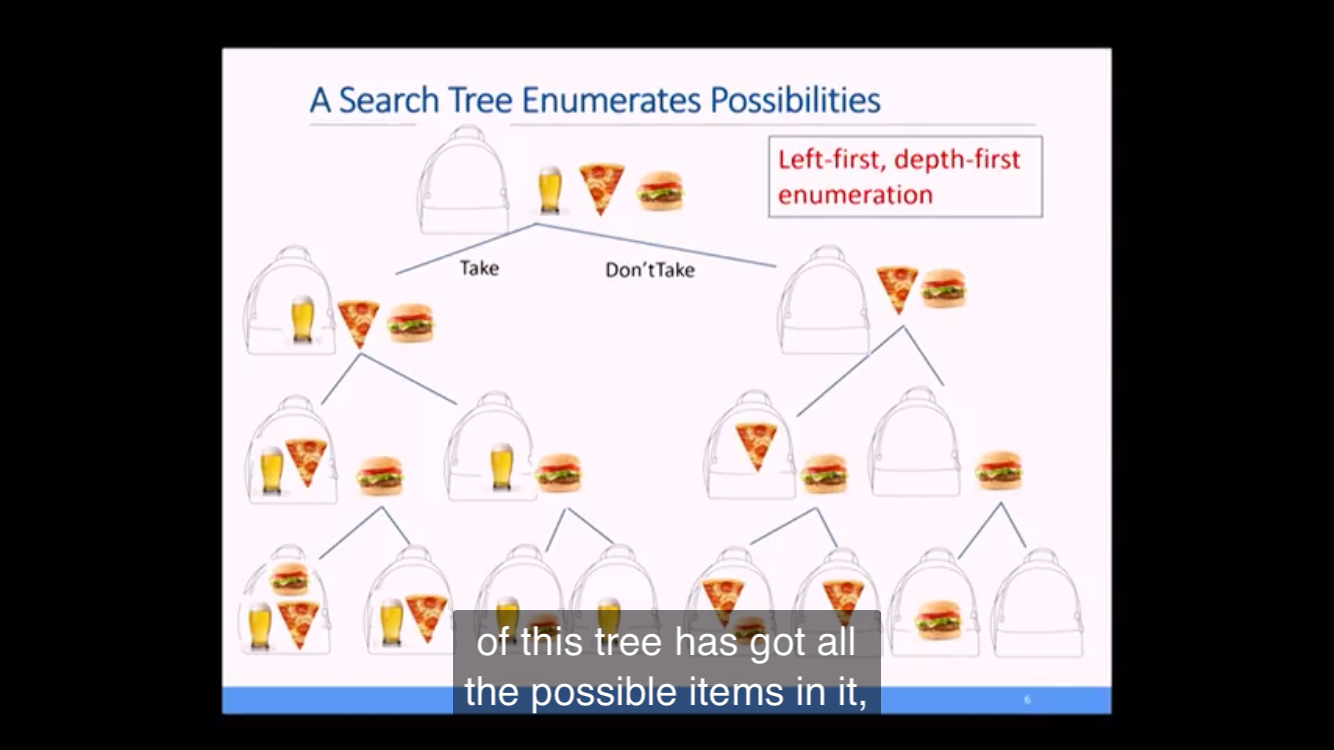 A Search Tree Enumerates Possibilities
Left-first, depth-first
enumeration
Take
Don'tTake
of this tree has got all
the possible items in it,
6